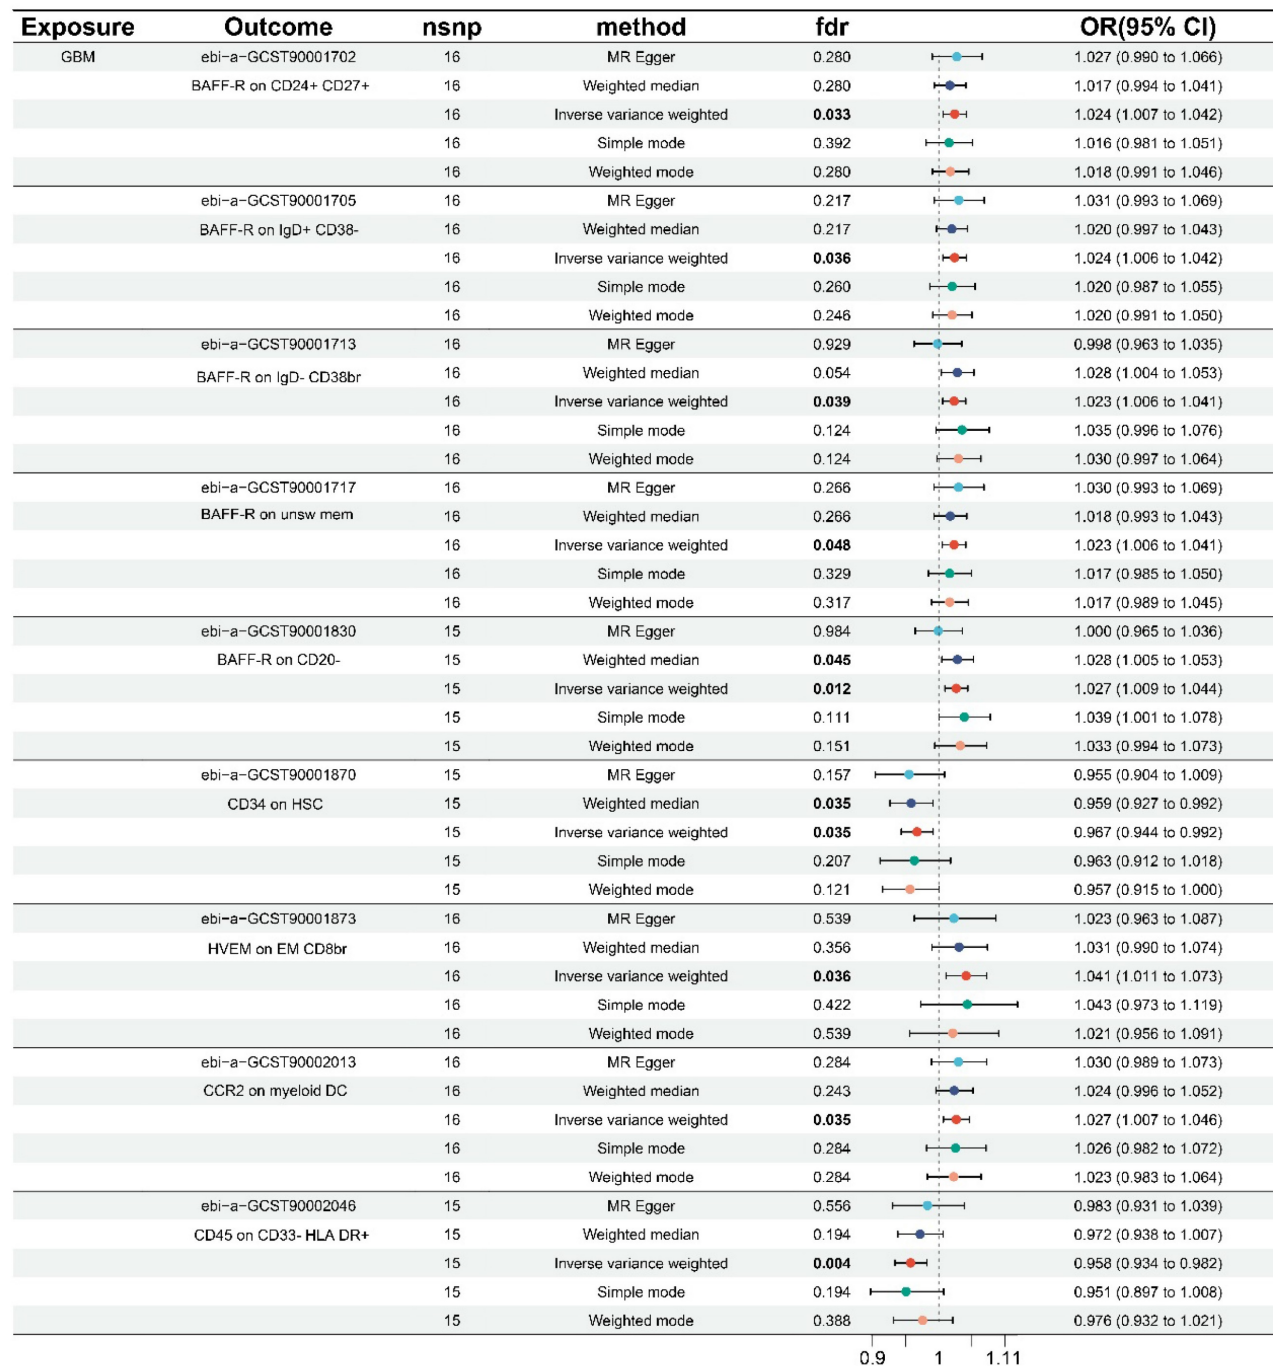 Exposure Outcome nsnp method fdr OR(95% CI)
GBM ebi-a-GCST90001702 16 MR Egger 0.280 1.027 (0.990 to 1.066)
BAFF-R on CD24+ CD27+ 16 Weighted median 0.280 1.017 (0.994 to 1.041)
16 Inverse variance weighted 0.033 1.024 (1.007 to 1.042)
16 Simple mode 0.392 1.016 (0.981 to 1.051)
16 Weighted mode 0.280 1.018 (0.991 to 1.046)
ebi-a-GCST90001705 16 MR Egger 0.217 1.031 (0.993 to 1.069)
BAFF-R on IgD+ CD38- 16 Weighted median 0.217 1.020 (0.997 to 1.043)
16 Inverse variance weighted 0.036 1.024 (1.006 to 1.042)
16 Simple mode 0.260 1.020 (0.987 to 1.055)
16 Weighted mode 0.246 1.020 (0.991 to 1.050)
ebi-a-GCST90001713 16 MR Egger 0.929 0.998 (0.963 to 1.035)
BAFF-R on IgD- CD38br 16 Weighted median 0.054 1.028 (1.004 to 1.053)
16 Inverse variance weighted 0.039 1.023 (1.006 to 1.041)
16 Simple mode 0.124 1.035 (0.996 to 1.076)
16 Weighted mode 0.124 1.030 (0.997 to 1.064)
ebi-a-GCST90001717 16 MR Egger 0.266 1.030 (0.993 to 1.069)
BAFF-R on unsw mem 16 Weighted median 0.266 1.018 (0.993 to 1.043)
16 Inverse variance weighted 0.048 1.023 (1.006 to 1.041)
16 Simple mode 0.329 1.017 (0.985 to 1.050)
16 Weighted mode 0.317 1.017 (0.989 to 1.045)
ebi-a-GCST90001830 15 MR Egger 0.984 1.000 (0.965 to 1.036)
BAFF-R on CD20- 15 Weighted median 0.045 1.028 (1.005 to 1.053)
15 Inverse variance weighted 0.012 1.027 (1.009 to 1.044)
15 Simple mode 0.111 1.039 (1.001 to 1.078)
15 Weighted mode 0.151 1.033 (0.994 to 1.073)
ebi-a-GCST90001870 15 MR Egger 0.157 0.955 (0.904 to 1.009)
CD34 on HSC 15 Weighted median 0.035 0.959 (0.927 to 0.992)
15 Inverse variance weighted 0.035 0.967 (0.944 to 0.992)
15 Simple mode 0.207 0.963 (0.912 to 1.018)
15 Weighted mode 0.121 0.957 (0.915 to 1.000)
ebi-a-GCST90001873 16 MR Egger 0.539 1.023 (0.963 to 1.087)
HVEM on EM CD8br 16 Weighted median 0.356 1.031 (0.990 to 1.074)
16 Inverse variance weighted 0.036 1.041 (1.011 to 1.073)
16 Simple mode 0.422 1.043 (0.973 to 1.119)
16 Weighted mode 0.539 1.021 (0.956 to 1.091)
ebi-a-GCST90002013 16 MR Egger 0.284 1.030 (0.989 to 1.073)
CCR2 on myeloid DC 16 Weighted median 0.243 1.024 (0.996 to 1.052)
16 Inverse variance weighted 0.035 1.027 (1.007 to 1.046)
16 Simple mode 0.284 1.026 (0.982 to 1.072)
16 Weighted mode 0.284 1.023 (0.983 to 1.064)
ebi-a-GCST90002046 15 MR Egger 0.556 0.983 (0.931 to 1.039)
CD45 on CD33- HLA DR+ 15 Weighted median 0.194 0.972 (0.938 to 1.007)
15 Inverse variance weighted 0.004 0.958 (0.934 to 0.982)
15 Simple mode 0.194 0.951 (0.897 to 1.008)
15 Weighted mode 0.388 0.976 (0.932 to 1.021)
0.9 1 1.11